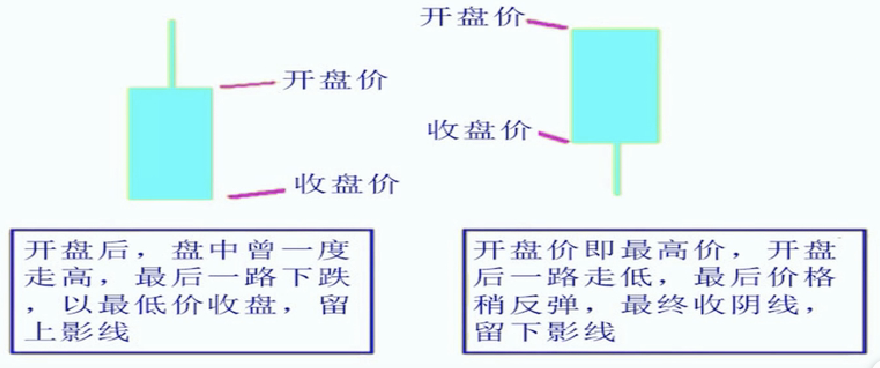 开盘价
收盘价
开盘后，盘中曾一度
走高，最后一路下跌
，以最低价收盘，留
上影线
开盘价
收盘价
开盘价即最高价，开盘
后一路走低，最后价格
稍反弹，最终收阴线，
留下影线